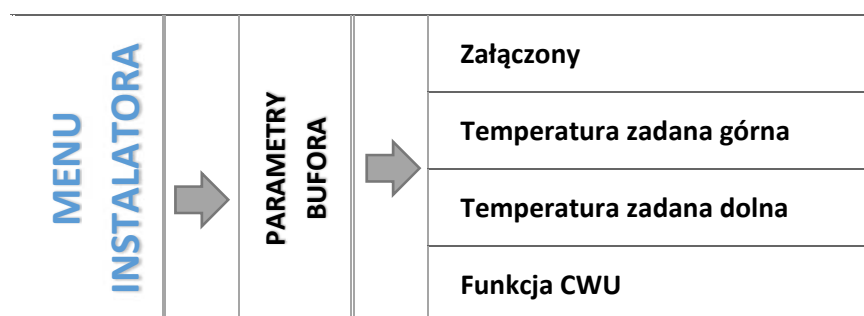 MENU
INSTALATORA
PARAMETRY
BUFORA
Załączony
Temperatura zadana górna
Temperatura zadana dolna
Funkcja CWU